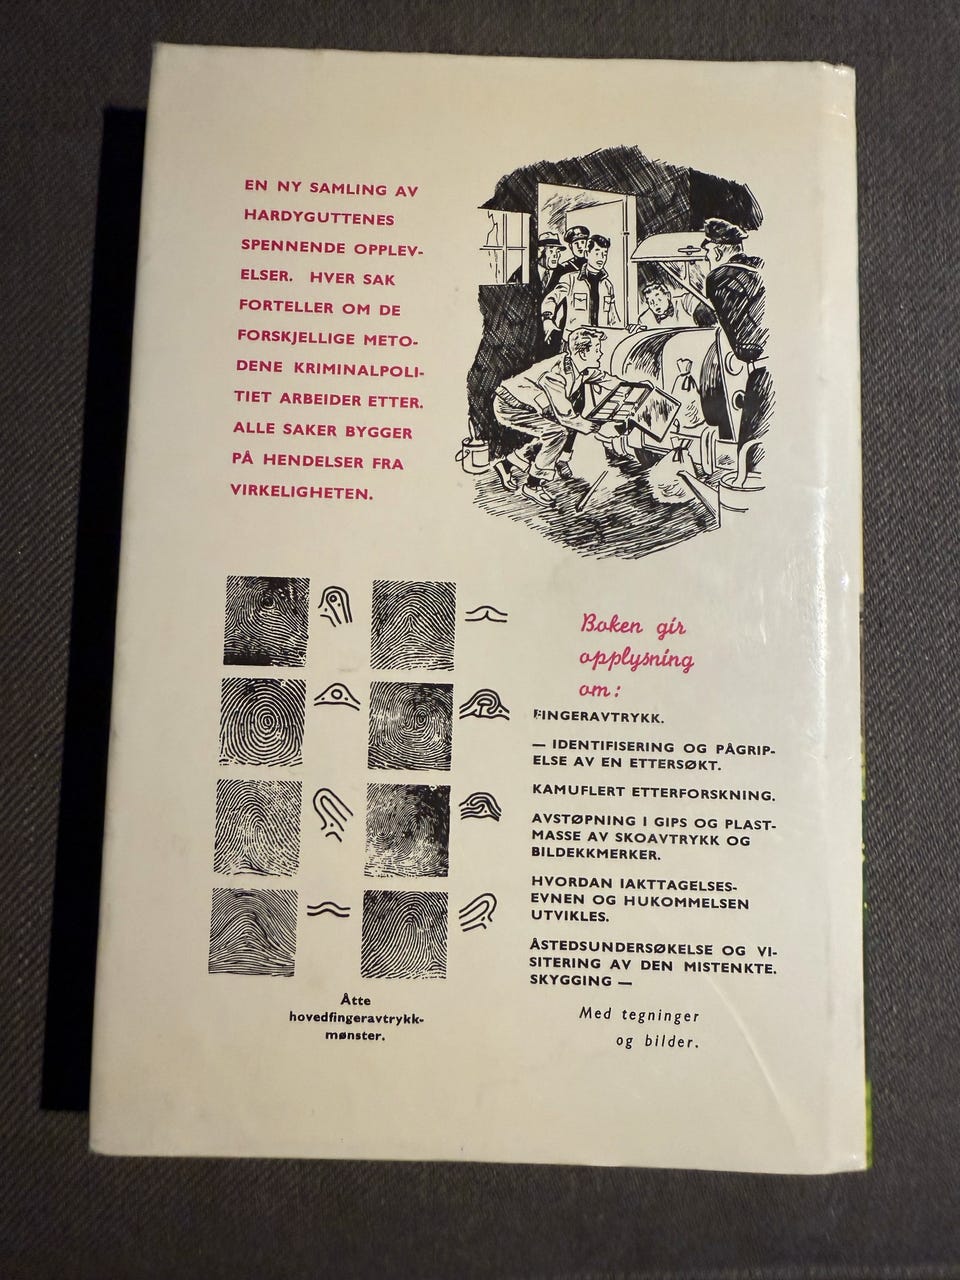 EN NY SAMLING AV
HARDYGUTTENES
SPENNENDE OPPLEV-
ELSER. HVER SAK
FORTELLER OM DE
FORSKJELLIGE METO-
DENE KRIMINALPOLI-
TIET ARBEIDER ETTER.
ALLE SAKER BYGGER
PÅ HENDELSER FRA
VIRKELIGHETEN.
Åtte
hovedfingeravtrykk-
mønster.
Boken gir
opplysning
om:
FINGERAVTRYKK.
— IDENTIFISERING OG PÅGRIP-
ELSE AV EN ETTERSØKT.
KAMUFLERT ETTERFORSKNING.
AVSTØPNING I GIPS OG PLAST-
MASSE AV SKOAVTRYKK OG
BILDEKKMERKER.
HVORDAN IAKTTAGELSES-
EVNEN OG HUKOMMELSEN
UTVIKLES.
ÅSTEDSUNDERSØKELSE OG VI-
SITERING AV DEN MISTENKTE.
SKYGGING —
Med tegninger
og bilder.